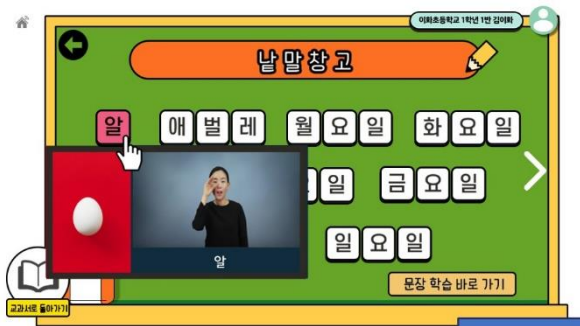 이화초등학교 1학년 1반 김이화
낱말창고
알 애벌레 월요일 화요일
일 금요일
일요일
알
문장 학습 바로 가기
교과서로 돌아가기